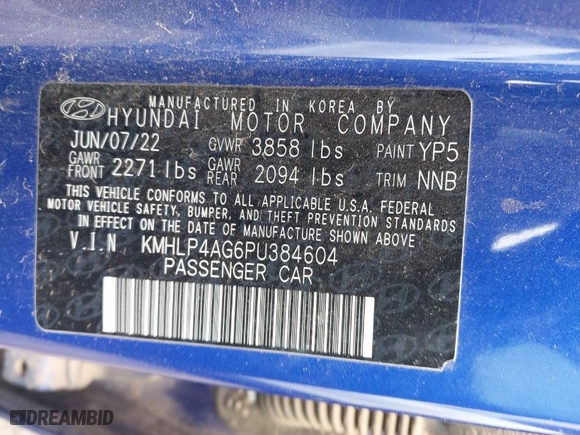 MANUFACTURED IN KOREA BY
HYUNDAI MOTOR COMPANY
JUN/07/22 GVWR 3858 lbs PAINT YP5
GAWR FRONT 2271 lbs GAWR REAR 2094 lbs TRIM NNB
THIS VEHICLE CONFORMS TO ALL APPLICABLE U.S.A. FEDERAL
MOTOR VEHICLE SAFETY, BUMPER, AND THEFT PREVENTION STANDARDS
IN EFFECT ON THE DATE OF MANUFACTURE SHOWN ABOVE
V.I.N KMHLP4AG6PU384604
PASSENGER CAR
DREAMBID